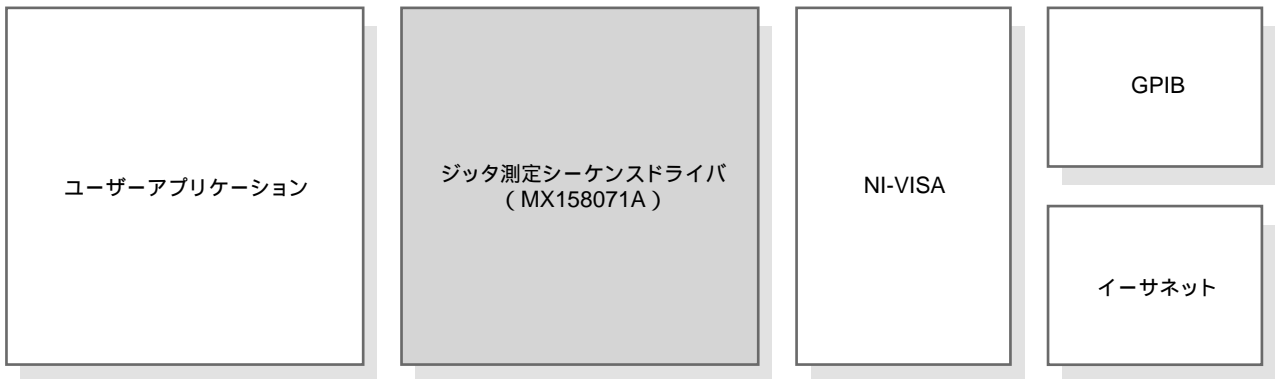 ユーザーアプリケーション
ジッタ測定シーケンスドライバ
( MX158071A )
NI-VISA
GPIB
イーサネット